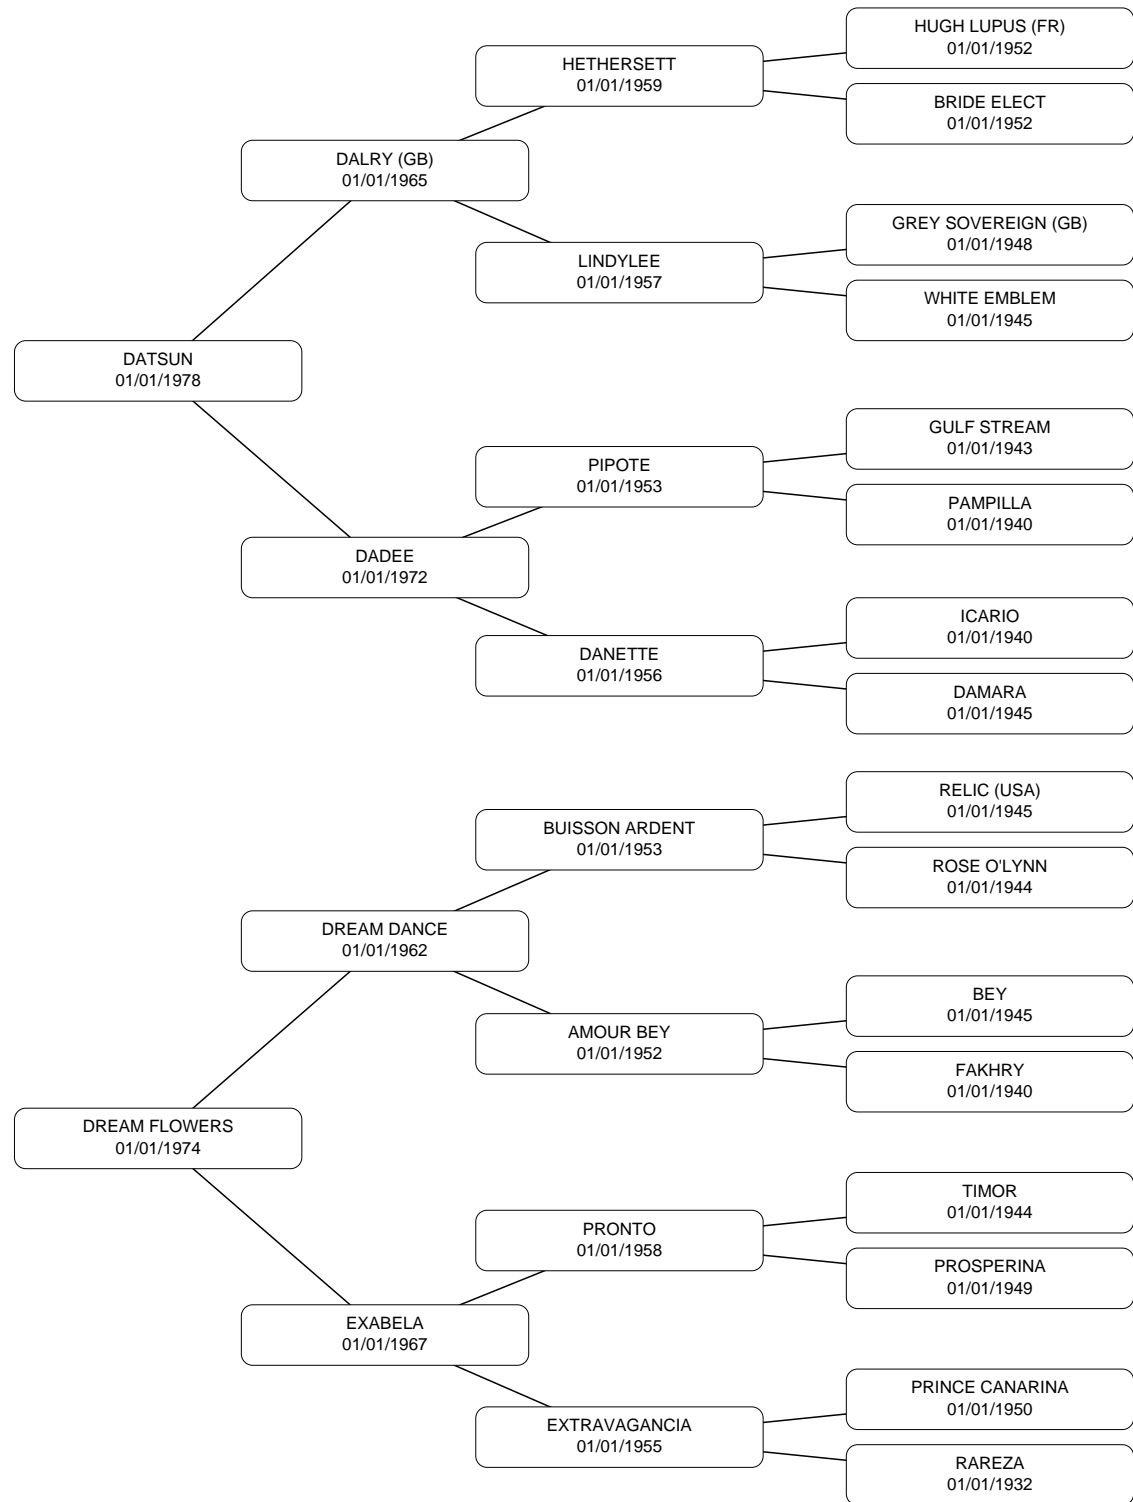 HUGH LUPUS (FR)
01/01/1952
HETHERSETT
01/01/1959
BRIDE ELECT
01/01/1952
DALRY (GB)
01/01/1965
GREY SOVEREIGN (GB)
01/01/1948
LINDYLEE
01/01/1957
WHITE EMBLEM
01/01/1945
DATSUN
01/01/1978
GULF STREAM
01/01/1943
PIPOTE
01/01/1953
PAMPILLA
01/01/1940
DADEE
01/01/1972
ICARIO
01/01/1940
DANETTE
01/01/1956
DAMARA
01/01/1945
RELIC (USA)
01/01/1945
BUISSON ARDENT
01/01/1953
ROSE O'LYNN
01/01/1944
DREAM DANCE
01/01/1962
BEY
01/01/1945
AMOUR BEY
01/01/1952
FAKHRY
01/01/1940
DREAM FLOWERS
01/01/1974
TIMOR
01/01/1944
PRONTO
01/01/1958
PROSPERINA
01/01/1949
EXABELA
01/01/1967
PRINCE CANARINA
01/01/1950
EXTRAVAGANCIA
01/01/1955
RAREZA
01/01/1932